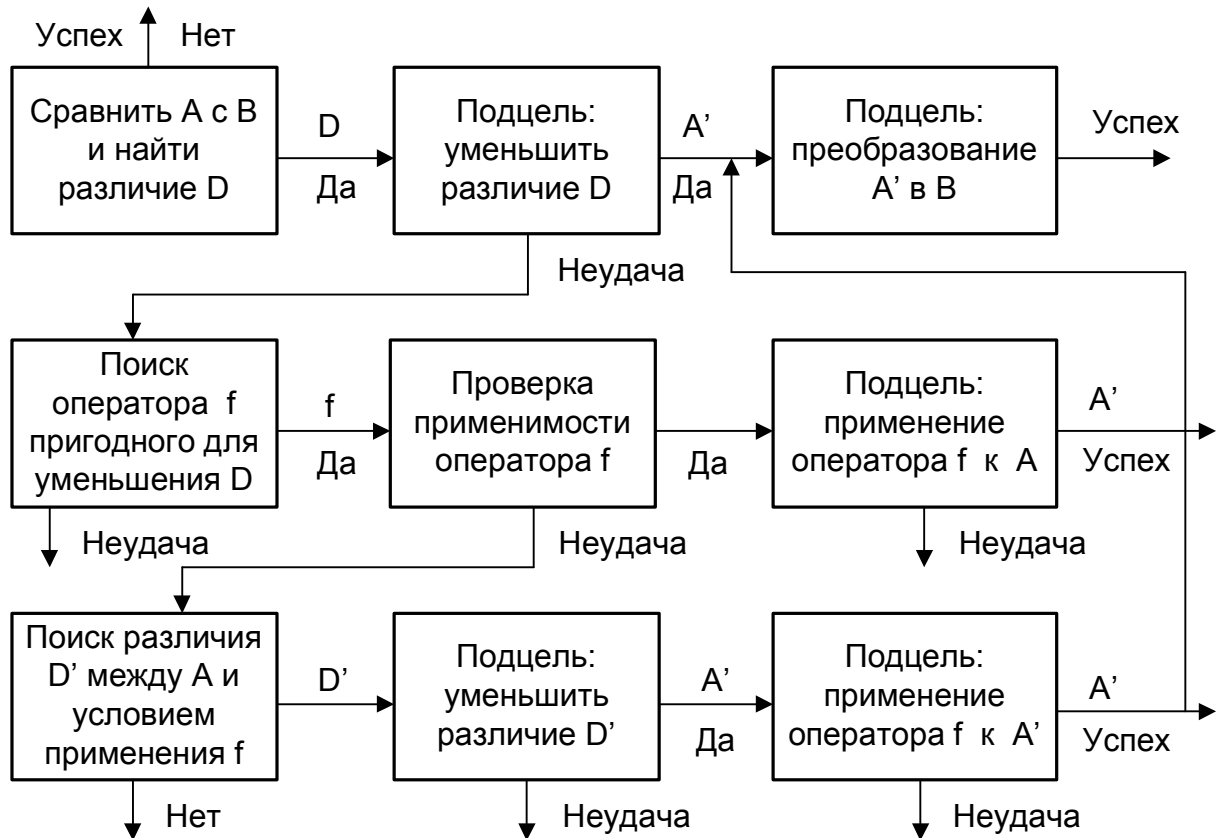 Успех
Нет
Сравнить А с В
и найти
различие D
D
Да
Подцель:
уменьшить
различие D
A’
Да
Подцель:
преобразование
A’ в В
Успех
Неудача
Поиск
оператора f
пригодного для
уменьшения D
f
Да
Проверка
применимости
оператора f
Да
Подцель:
применение
оператора f к А
A’
Успех
Неудача
Неудача
Неудача
Поиск различия
D’ между А и
условием
применения f
D’
Подцель:
уменьшить
различие D’
A’
Да
Подцель:
применение
оператора f к A’
A’
Успех
Нет
Неудача
Неудача